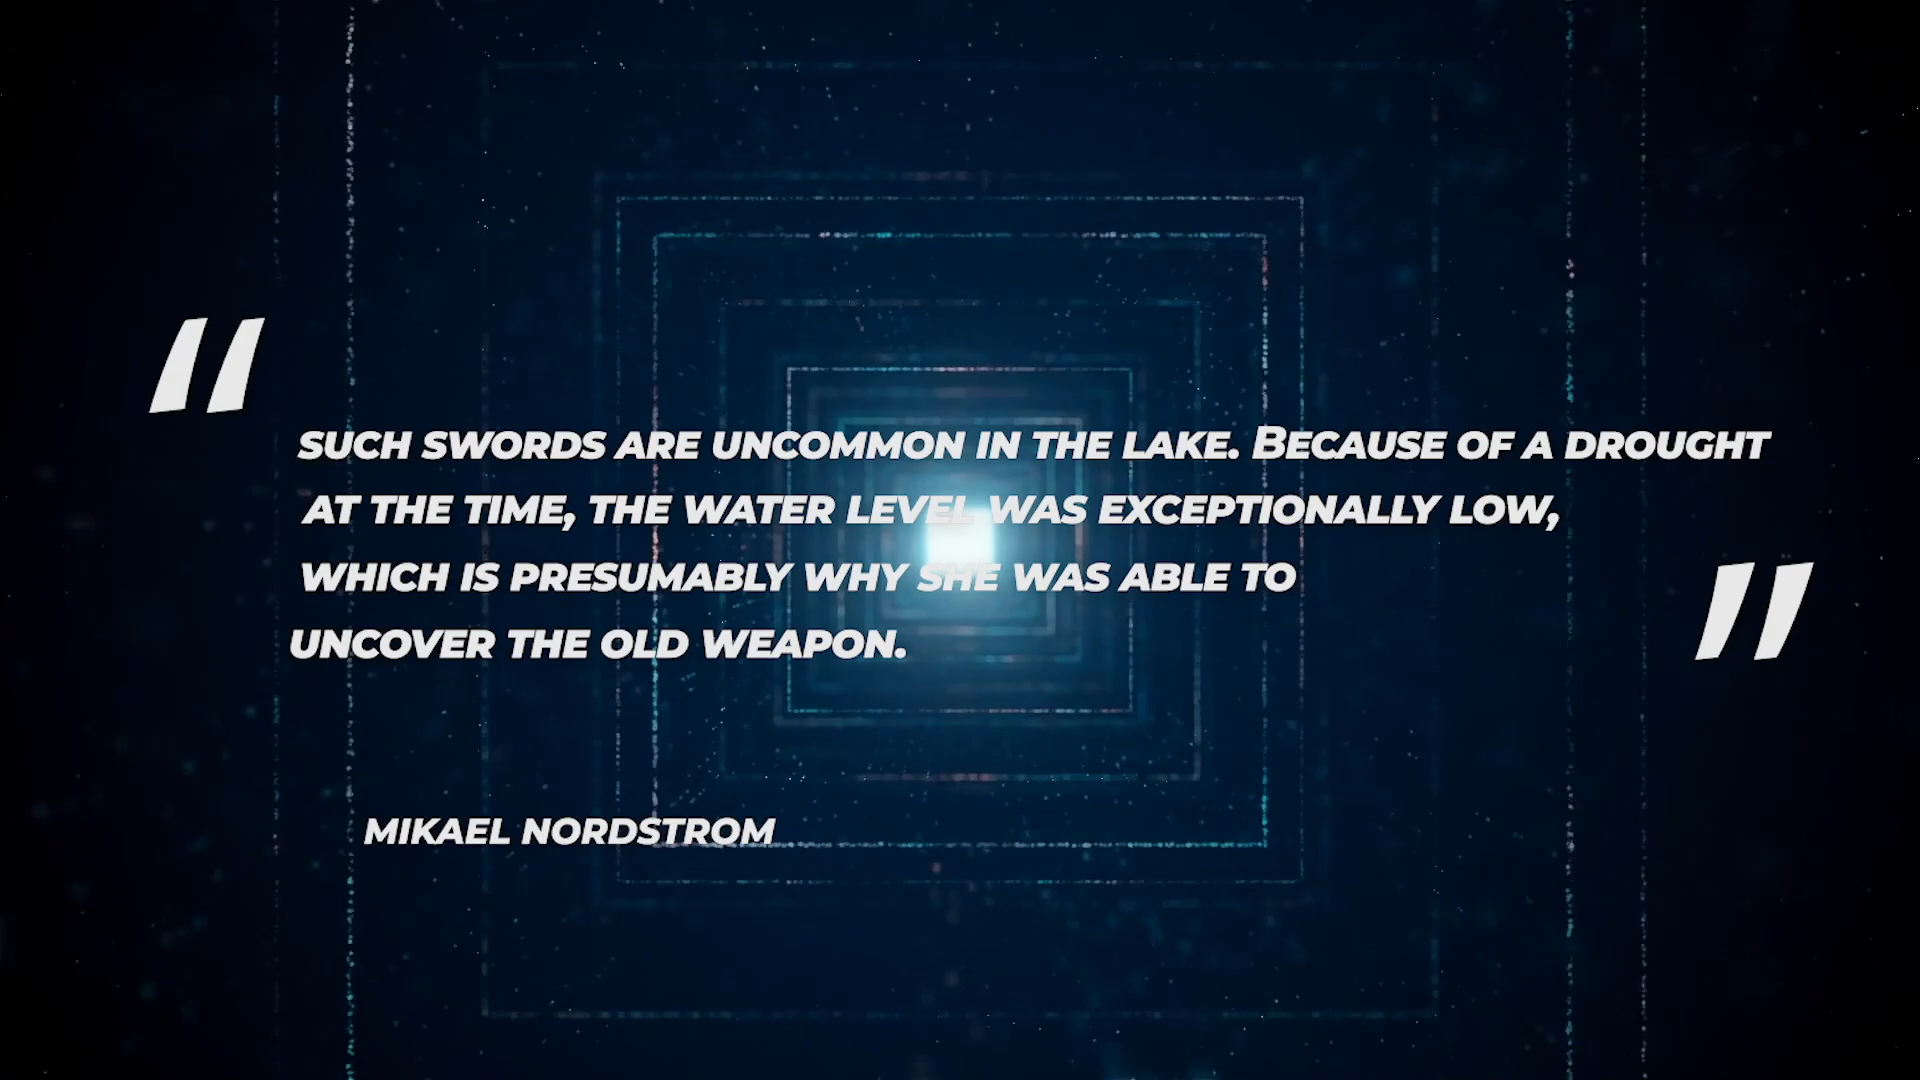 “
SUCH SWORDS ARE UNCOMMON IN THE LAKE. BECAUSE OF A DROUGHT
AT THE TIME, THE WATER LEVEL WAS EXCEPTIONALLY LOW,
WHICH IS PRESUMABLY WHY SHE WAS ABLE TO
UNCOVER THE OLD WEAPON.
”
MIKAEL NORDSTROM